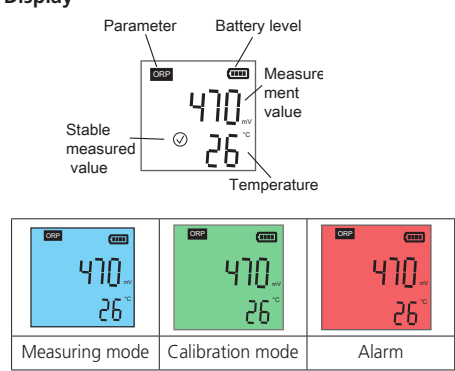 Display
Parameter
Battery level
ORP
Measure
ment
value
470 mV
Stable
measured
value
26 °C
Temperature
ORP
470 mV
26 °C
ORP
470 mV
26 °C
ORP
470 mV
26 °C
Measuring mode
Calibration mode
Alarm